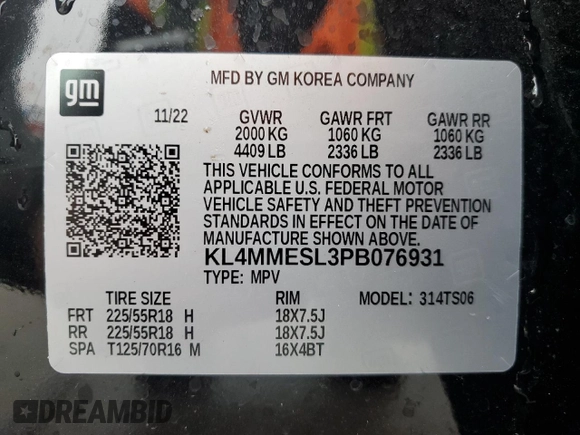 gm
MFD BY GM KOREA COMPANY
11/22 GVWR GAWR FRT GAWR RR
2000 KG 1060 KG 1060 KG
4409 LB 2336 LB 2336 LB
THIS VEHICLE CONFORMS TO ALL
APPLICABLE U.S. FEDERAL MOTOR
VEHICLE SAFETY AND THEFT PREVENTION
STANDARDS IN EFFECT ON THE DATE OF
MANUFACTURE SHOWN ABOVE.
KL4MMESL3PB076931
TYPE: MPV
TIRE SIZE RIM MODEL: 314TS06
FRT 225/55R18 H 18X7.5J
RR 225/55R18 H 18X7.5J
SPA T125/70R16 M 16X4BT
DREAMBID